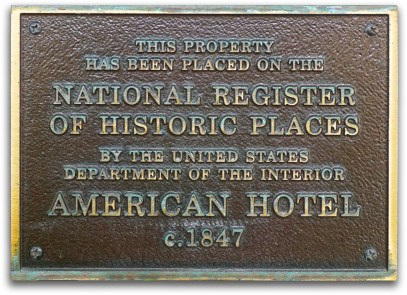 THIS PROPERTY
HAS BEEN PLACED ON THE
NATIONAL REGISTER
OF HISTORIC PLACES
BY THE UNITED STATES
DEPARTMENT OF THE INTERIOR
AMERICAN HOTEL
c.1847